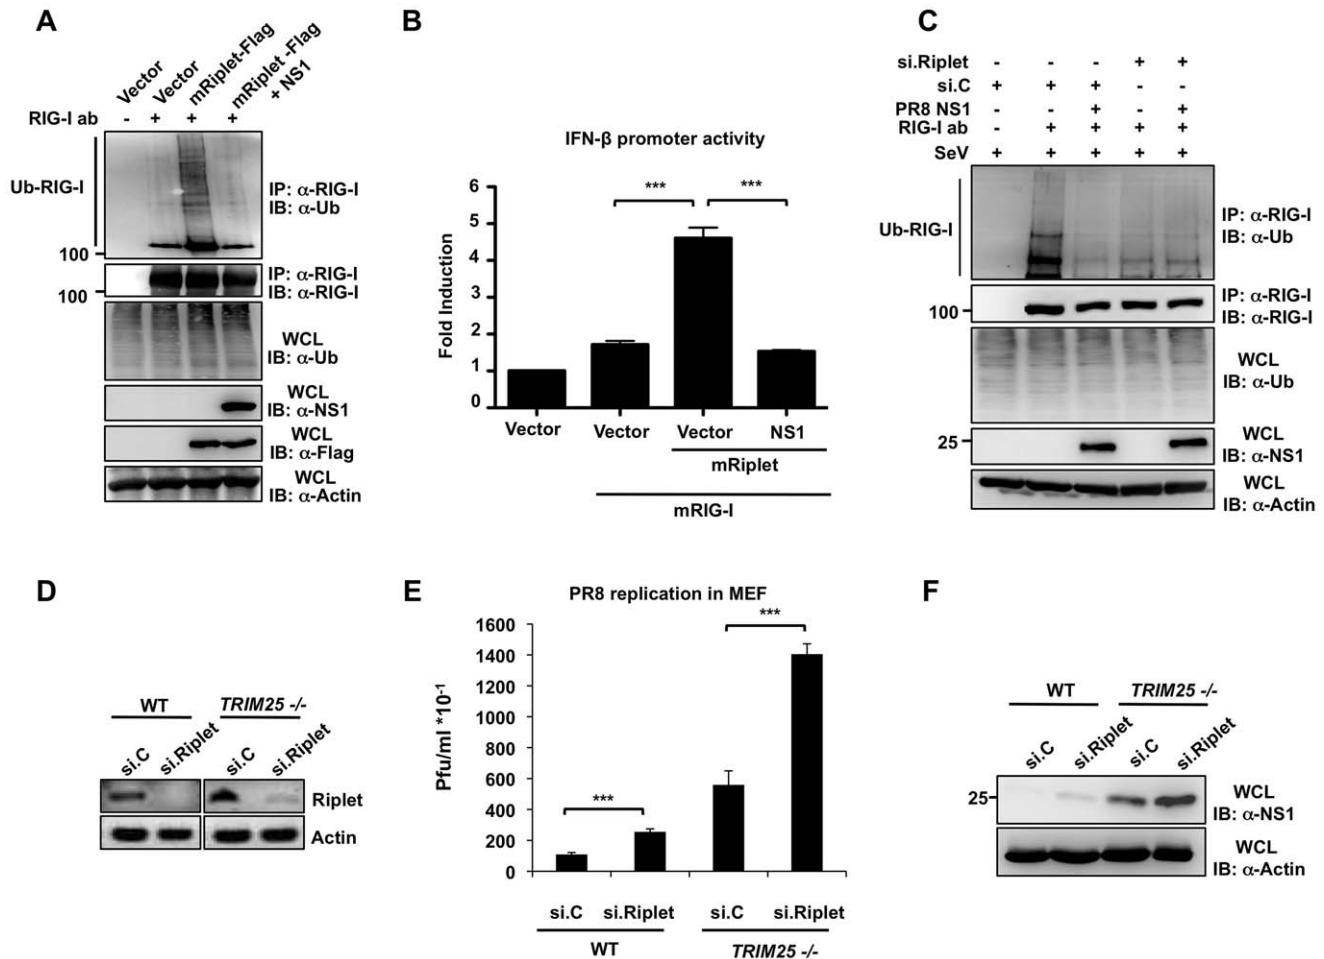 A
Vector
Vector
mRiplet-Flag
mRiplet -Flag
+ NS1
RIG-I ab - + + +
Ub-RIG-I
IP: α-RIG-I
IB: α-Ub
100
IP: α-RIG-I
IB: α-RIG-I
100
WCL
IB: α-Ub
WCL
IB: α-NS1
WCL
IB: α-Flag
WCL
IB: α-Actin
B
IFN-β promoter activity
Fold Induction
6
5
4
3
2
1
0
***
***
Vector Vector Vector NS1
mRiplet
mRIG-I
C
si.Riplet - - - + +
si.C + + + - -
PR8 NS1 - - + - +
RIG-I ab - + + + +
SeV + + + + +
Ub-RIG-I
IP: α-RIG-I
IB: α-Ub
100
IP: α-RIG-I
IB: α-RIG-I
WCL
IB: α-Ub
25
WCL
IB: α-NS1
WCL
IB: α-Actin
D
WT TRIM25 -/-
si.C si.Riplet si.C si.Riplet
Riplet
Actin
E
PR8 replication in MEF
Pfu/ml *10-1
1600
1400
1200
1000
800
600
400
200
0
***
***
si.C si.Riplet si.C si.Riplet
WT TRIM25 -/-
F
WT TRIM25 -/-
si.C si.Riplet si.C si.Riplet
25
WCL
IB: α-NS1
WCL
IB: α-Actin